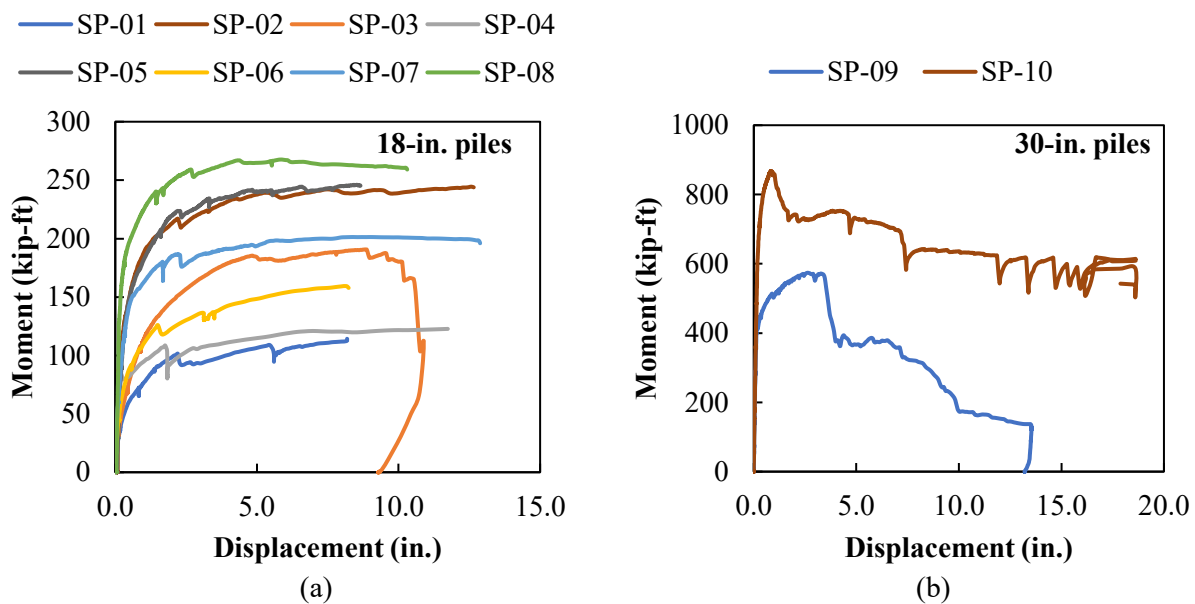 SP-01 SP-02 SP-03 SP-04
SP-05 SP-06 SP-07 SP-08
18-in. piles
300
250
200
150
100
50
0
0.0 5.0 10.0 15.0
Moment (kip-ft)
Displacement (in.)
(a)
SP-09 SP-10
30-in. piles
1000
800
600
400
200
0
0.0 5.0 10.0 15.0 20.0
Moment (kip-ft)
Displacement (in.)
(b)